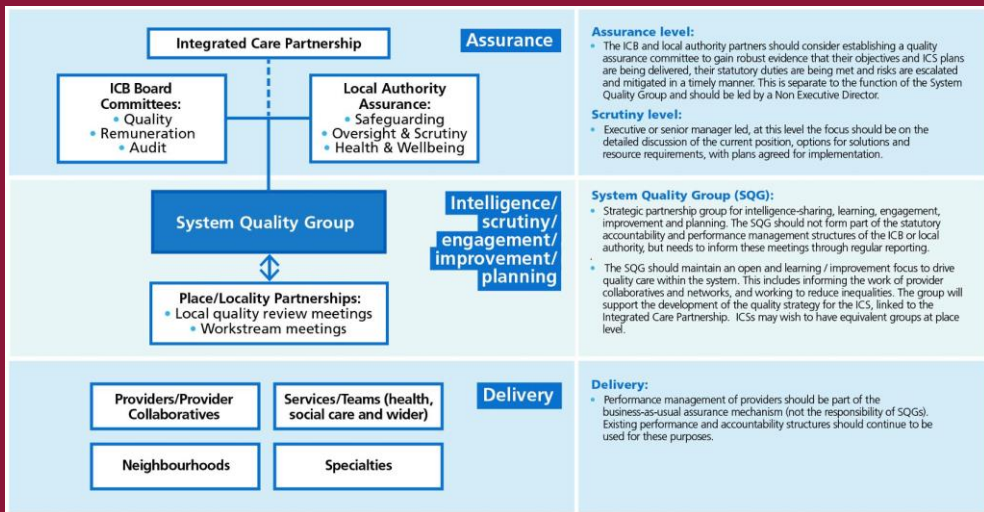 Integrated Care Partnership
Assurance
ICB Board
Committees:
• Quality
• Remuneration
• Audit
Local Authority
Assurance:
• Safeguarding
• Oversight & Scrutiny
• Health & Wellbeing
Assurance level:
• The ICB and local authority partners should consider establishing a quality
assurance committee to gain robust evidence that their objectives and ICS plans
are being delivered, their statutory duties are being met and risks are escalated
and mitigated in a timely manner. This is separate to the function of the System
Quality Group and should be led by a Non Executive Director.
Scrutiny level:
• Executive or senior manager led, at this level the focus should be on the
detailed discussion of the current position, options for solutions and
resource requirements, with plans agreed for implementation.
System Quality Group
Intelligence/
scrutiny/
engagement/
improvement/
planning
Place/Locality Partnerships:
• Local quality review meetings
• Workstream meetings
System Quality Group (SQG):
• Strategic partnership group for intelligence-sharing, learning, engagement,
improvement and planning. The SQG should not form part of the statutory
accountability and performance management structures of the ICB or local
authority, but needs to inform these meetings through regular reporting.
.
• The SQG should maintain an open and learning / improvement focus to drive
quality care within the system. This includes informing the work of provider
collaboratives and networks, and working to reduce inequalities. The group will
support the development of the quality strategy for the ICS, linked to the
Integrated Care Partnership. ICSs may wish to have equivalent groups at place
level.
Providers/Provider
Collaboratives
Services/Teams (health,
social care and wider)
Delivery
Neighbourhoods
Specialties
Delivery:
• Performance management of providers should be part of the
business-as-usual assurance mechanism (not the responsibility of SQGs).
Existing performance and accountability structures should continue to be
used for these purposes.